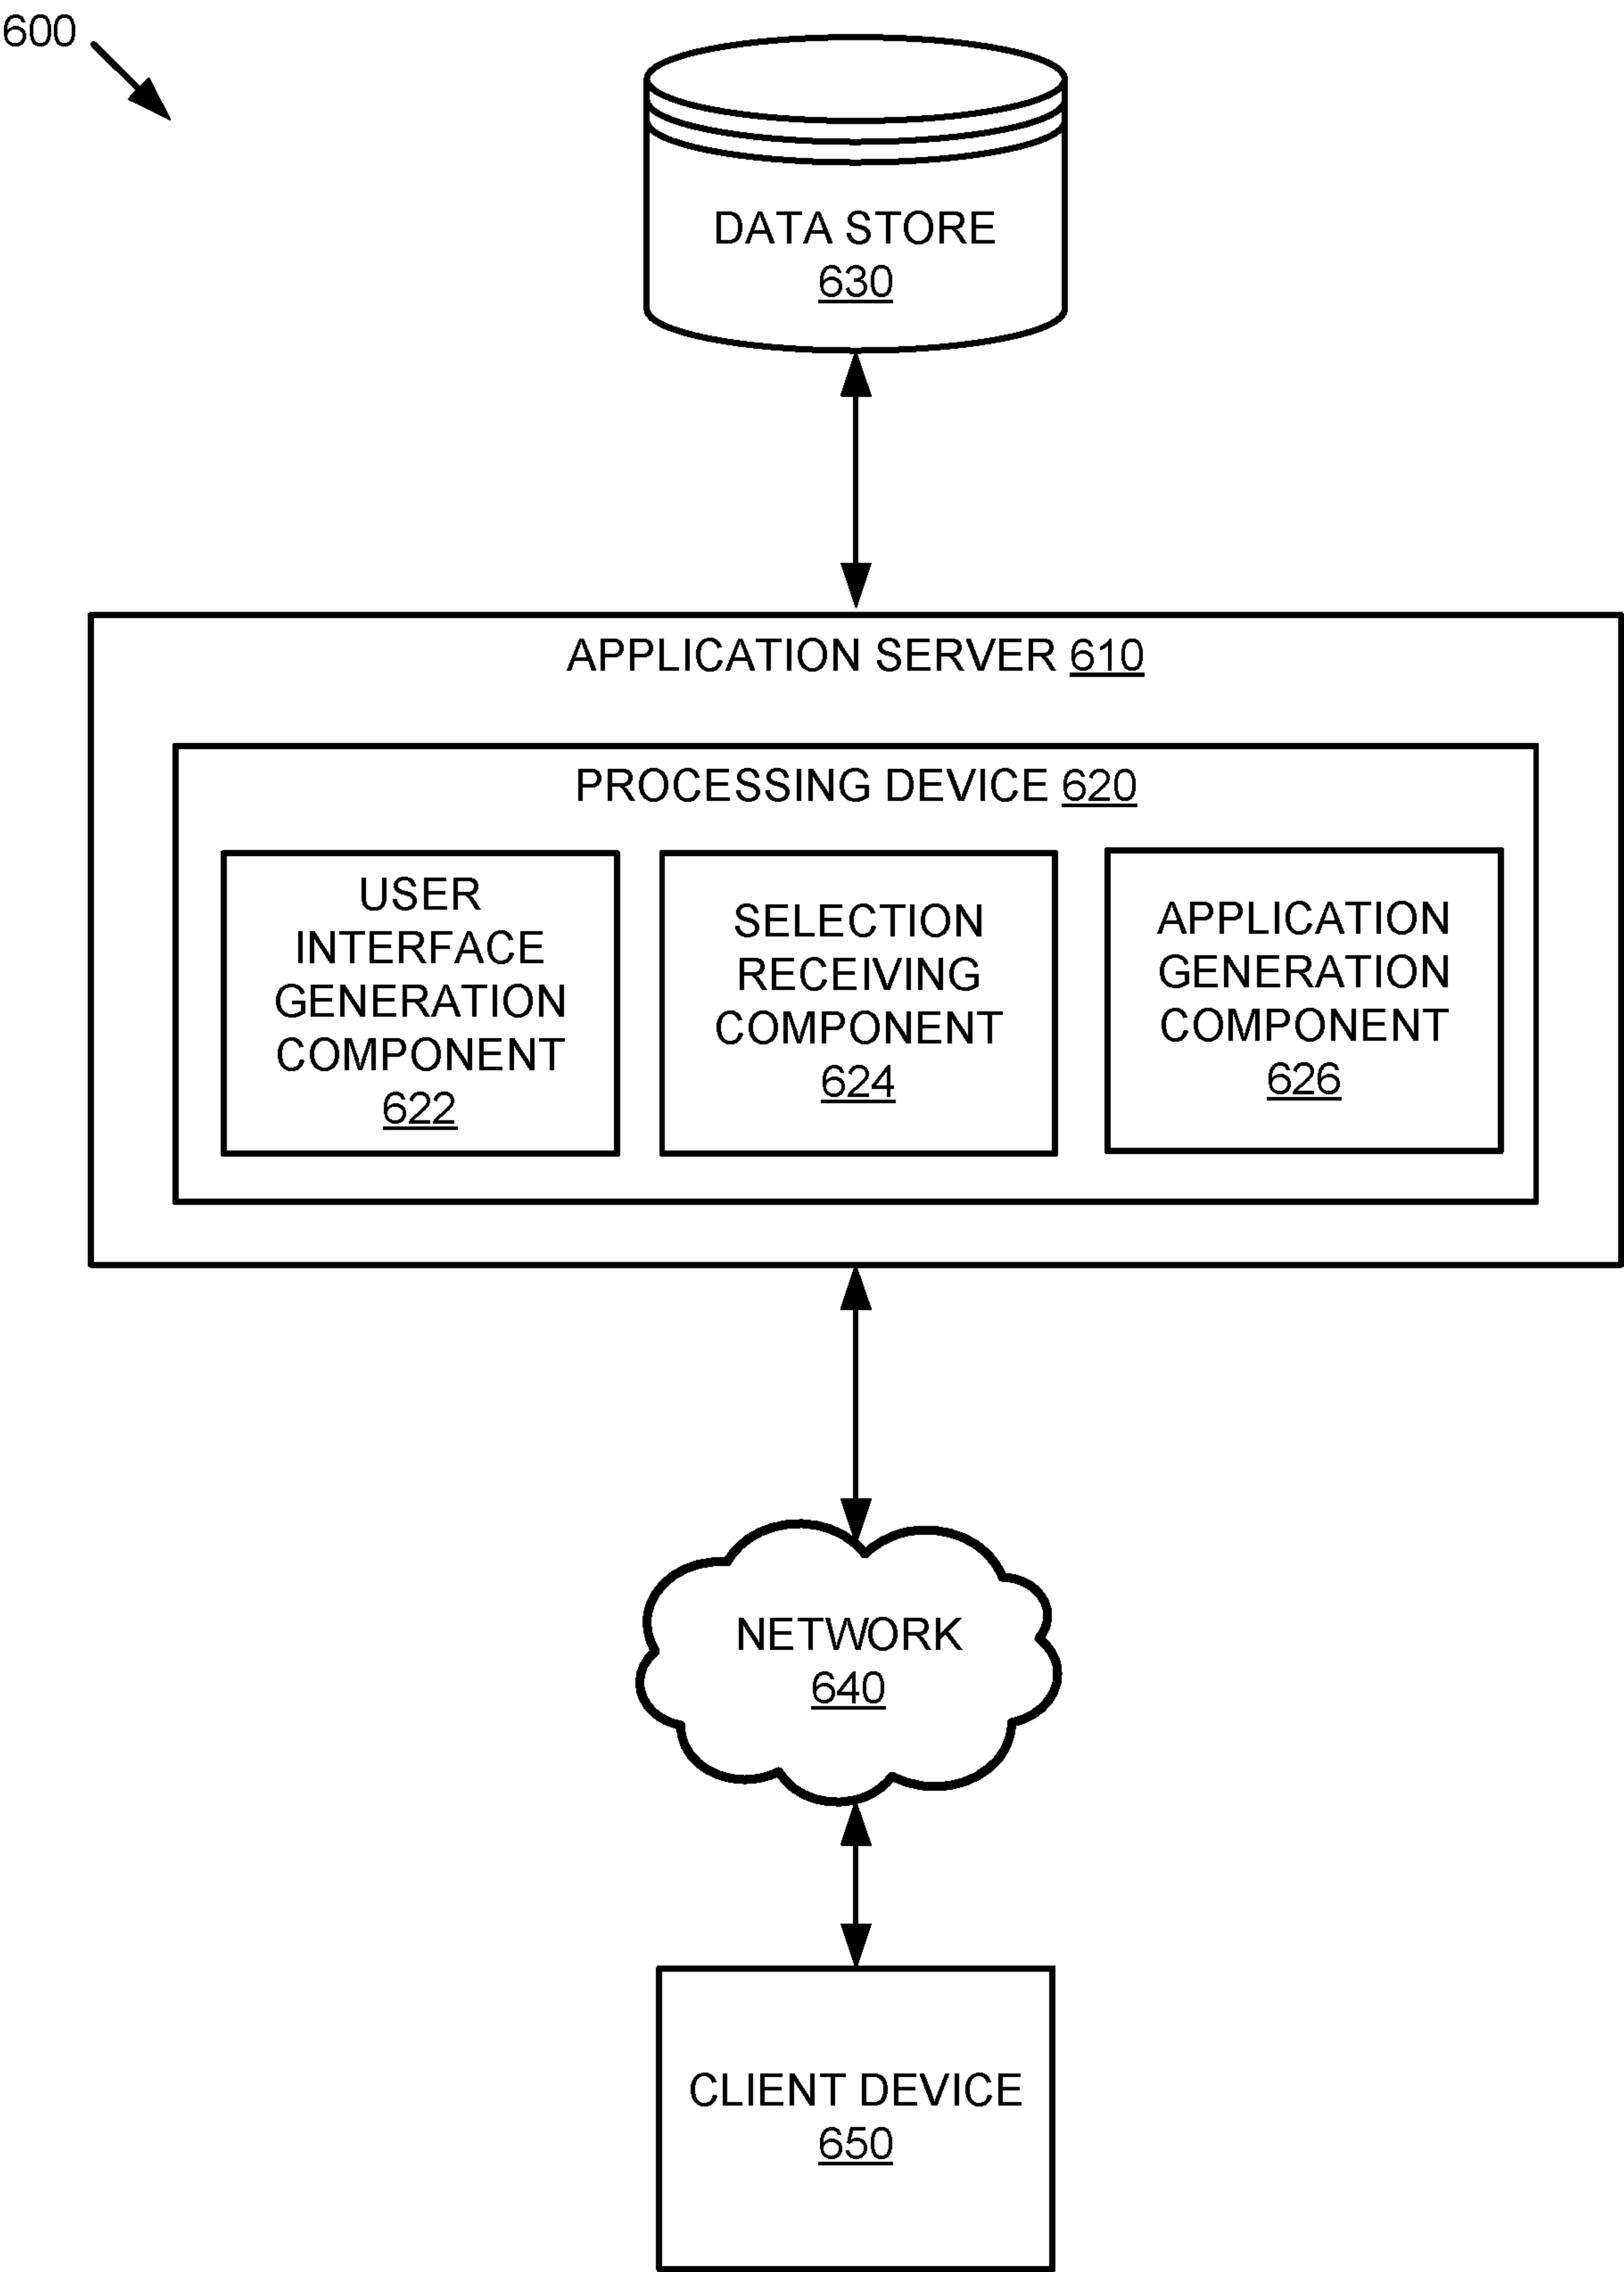 600
DATA STORE
630
APPLICATION SERVER 610
PROCESSING DEVICE 620
USER
INTERFACE
GENERATION
COMPONENT
622
SELECTION
RECEIVING
COMPONENT
624
APPLICATION
GENERATION
COMPONENT
626
NETWORK
640
CLIENT DEVICE
650